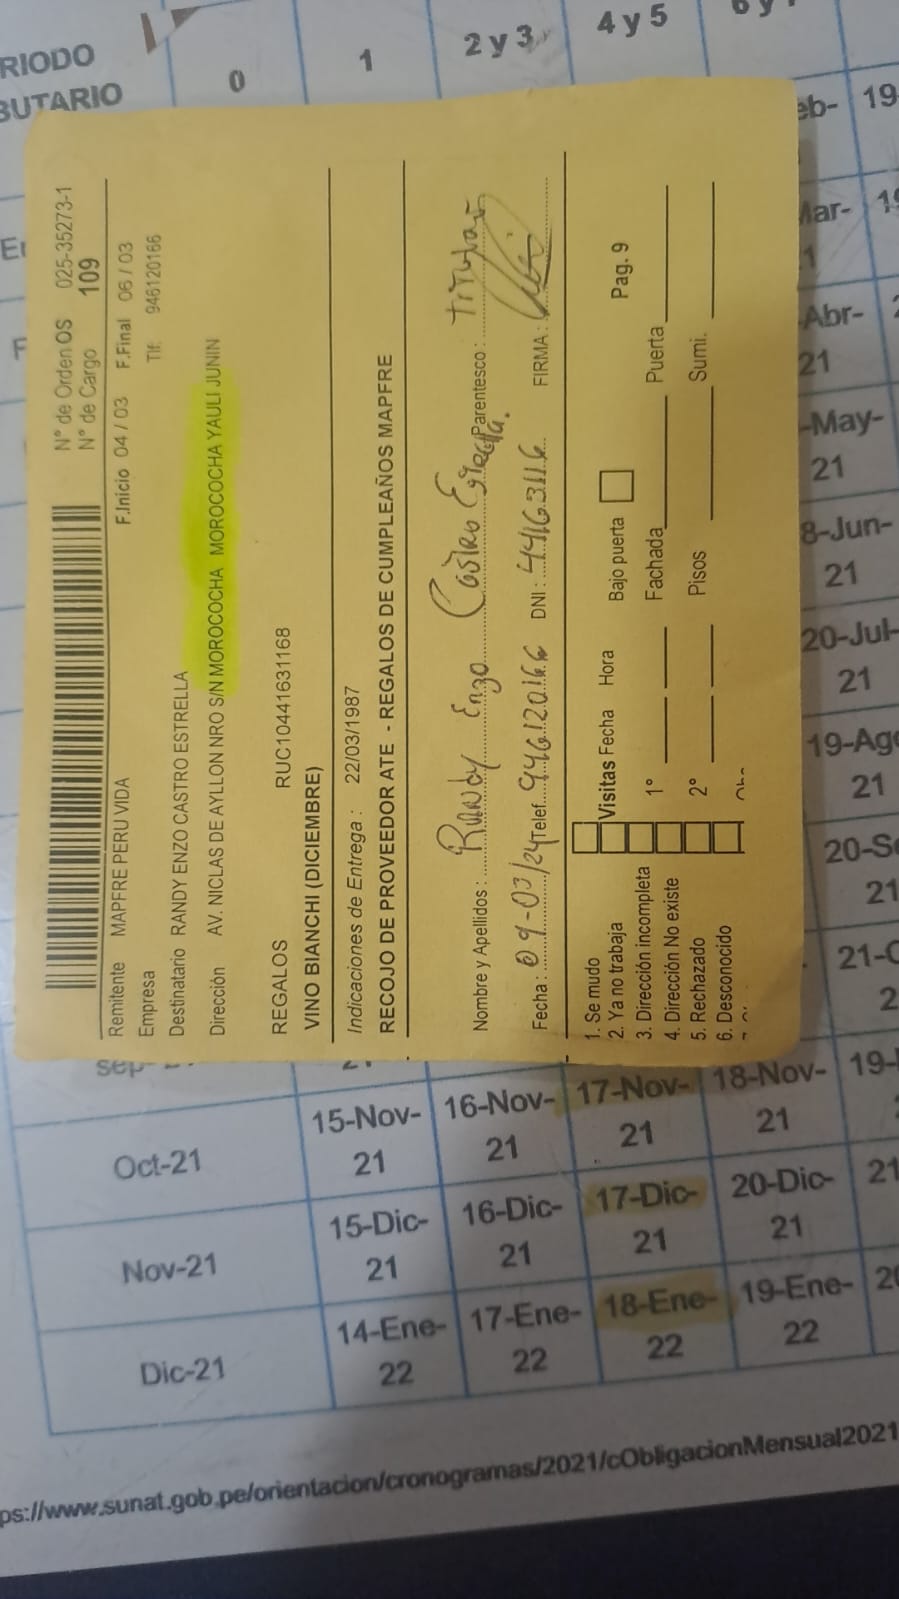 N° de Orden OS 025-35273-1
N° de Cargo 109
F.Inicio 04 / 03 F.Final 06 / 03
Remitente MAPFRE PERU VIDA
Empresa
Tlf: 946120166
Destinatario RANDY ENZO CASTRO ESTRELLA
Dirección AV. NICLAS DE AYLLON NRO S/N MOROCOCHA MOROCOCHA YAULI JUNIN
REGALOS RUC10441631168
VINO BIANCHI (DICIEMBRE)
Indicaciones de Entrega : 22/03/1987
RECOJO DE PROVEEDOR ATE - REGALOS DE CUMPLEAÑOS MAPFRE
Nombre y Apellidos : Randy Enzo Castro Parentesco :
Fecha : 09-03/24 Telef. 946120166 DNI : 44163116 FIRMA :
1. Se mudo
2. Ya no trabaja
3. Dirección incompleta
4. Dirección No existe
5. Rechazado
6. Desconocido
Visitas Fecha Hora
1°
2°
Bajo puerta Pag. 9
Fachada Puerta
Pisos Sumi.
RIODO
BUTARIO
0 1 2 y 3 4 y 5
eb- 19-
Mar-
Abr-
21
-May-
21
8-Jun-
21
20-Jul-
21
19-Ago
21
20-S
21
21-
2
Oct-21 15-Nov-21 16-Nov-21 17-Nov-21 18-Nov-21 19-
Nov-21 15-Dic-21 16-Dic-21 17-Dic-21 20-Dic-21 21
Dic-21 14-Ene-22 17-Ene-22 18-Ene-22 19-Ene-22 20
ps://www.sunat.gob.pe/orientacion/cronogramas/2021/cObligacionMensual2021